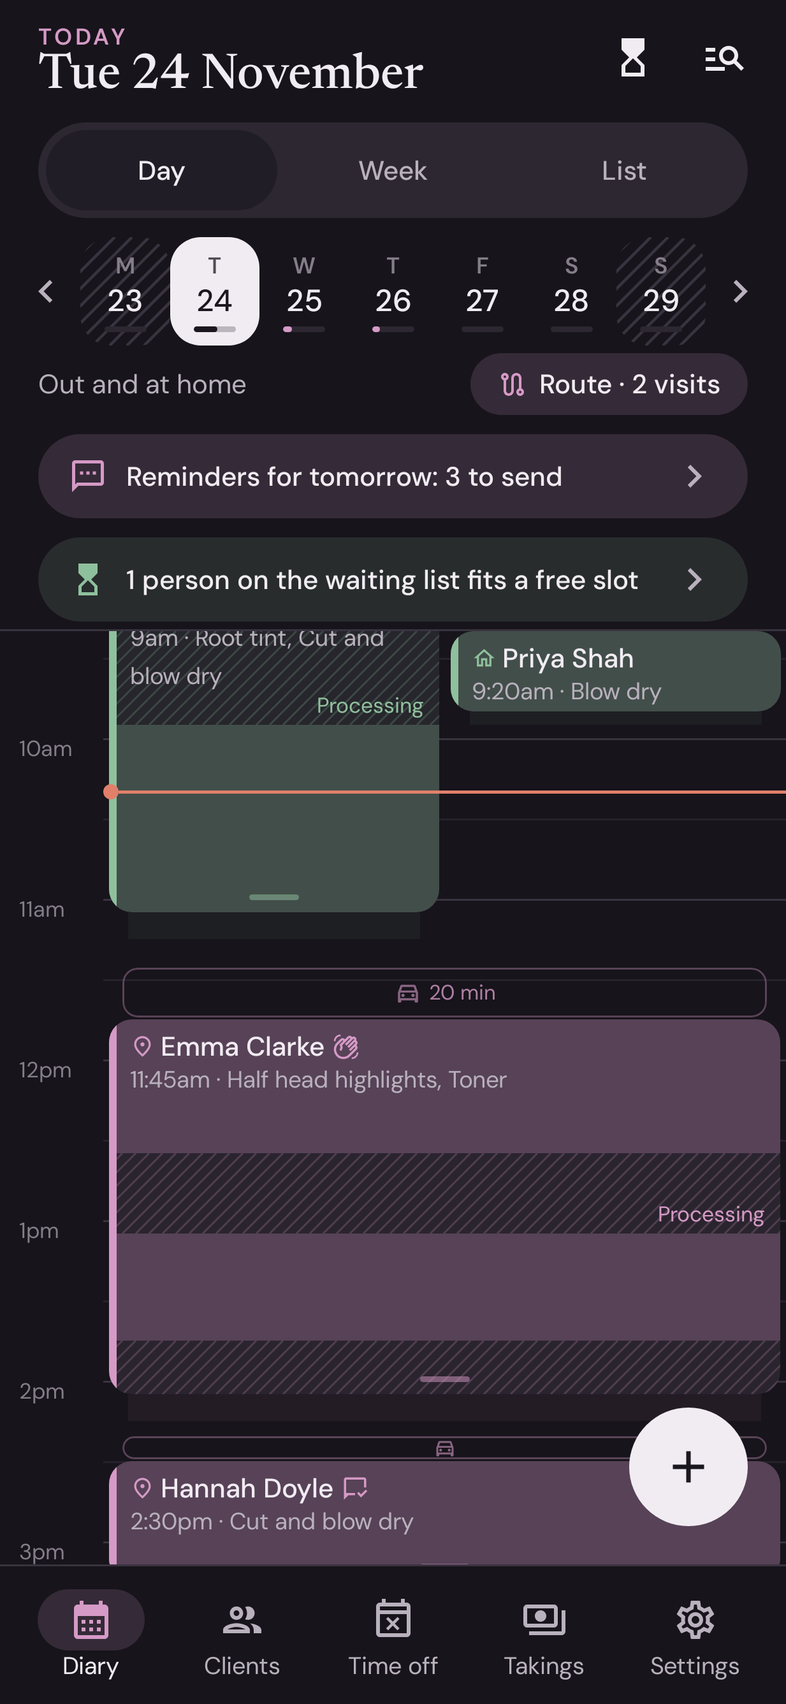 TODAY
Tue 24 November
Day Week List
M T W T F S S
23 24 25 26 27 28 29
Out and at home
Route · 2 visits
Reminders for tomorrow: 3 to send
1 person on the waiting list fits a free slot
9am · Root tint, Cut and
blow dry
Processing
Priya Shah
9:20am · Blow dry
10am
11am
20 min
Emma Clarke
11:45am · Half head highlights, Toner
12pm
Processing
1pm
2pm
Hannah Doyle
2:30pm · Cut and blow dry
3pm
Diary Clients Time off Takings Settings